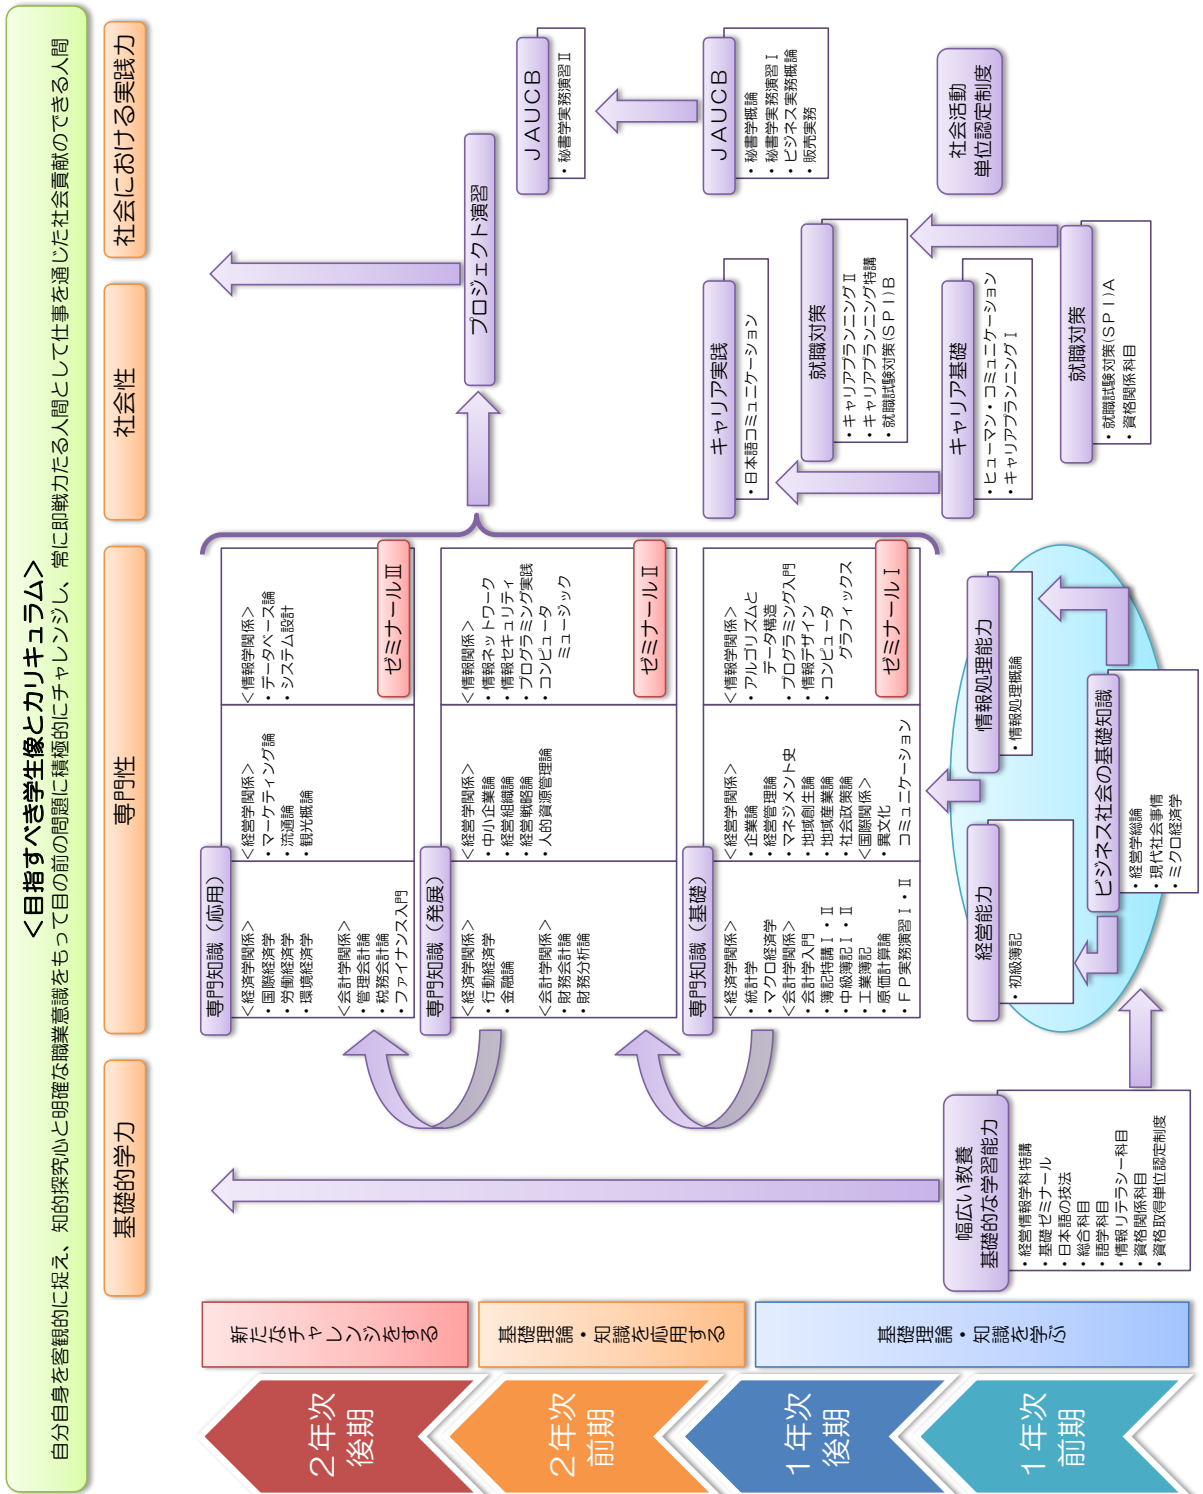 ＜目指すべき学生像とカリキュラム＞
自分自身を客観的に捉え、知的探究心と明確な職業意識をもって目の前の問題に積極的にチャレンジし、常に即戦力たる人間として仕事を通じた社会貢献のできる人間
基礎的学力
専門性
社会性
社会における実践力
2年次
後期
新たなチャレンジをする
専門知識（応用）
＜経済学関係＞
・国際経済学
・労働経済学
・環境経済学
＜会計学関係＞
・管理会計論
・税務会計論
・ファイナンス入門
＜経営学関係＞
・マーケティング論
・流通論
・観光概論
＜情報学関係＞
・データベース論
・システム設計
ゼミナールⅢ
2年次
前期
基礎理論・知識を応用する
専門知識（発展）
＜経済学関係＞
・行動経済学
・金融論
＜会計学関係＞
・財務会計論
・財務分析論
＜経営学関係＞
・中小企業論
・経営組織論
・経営戦略論
・人的資源管理論
＜情報関係＞
・情報ネットワーク
・情報セキュリティ
・プログラミング実践
・コンピュータ
ミュージック
ゼミナールⅡ
プロジェクト演習
ＪＡＵＣＢ
・秘書学実務演習Ⅱ
1年次
後期
基礎理論・知識を学ぶ
専門知識（基礎）
＜経済学関係＞
・統計学
・マクロ経済学
＜会計学関係＞
・会計学入門
・簿記特講Ⅰ・Ⅱ
・中級簿記Ⅰ・Ⅱ
・工業簿記
・原価計算論
・ＦＰ実務演習Ⅰ・Ⅱ
＜経営学関係＞
・企業論
・経営管理論
・マネジメント史
・地域創生論
・地域産業論
・社会政策論
＜国際関係＞
・異文化
コミュニケーション
＜情報学関係＞
・アルゴリズムと
データ構造
・プログラミング入門
・情報デザイン
・コンピュータ
グラフィックス
ゼミナールⅠ
キャリア実践
・日本語コミュニケーション
就職対策
・キャリアプランニングⅡ
・キャリアプランニング特講
・就職試験対策(ＳＰＩ)Ｂ
ＪＡＵＣＢ
・秘書学概論
・秘書学実務演習Ⅰ
・ビジネス実務概論
・販売実務
1年次
前期
幅広い教養
基礎的な学習能力
・経営情報学科特講
・基礎ゼミナール
・日本語の技法
・総合科目
・語学科目
・情報リテラシー科目
・資格関係科目
・資格取得単位認定制度
経営能力
・初級簿記
情報処理能力
・情報処理概論
ビジネス社会の基礎知識
・経営学総論
・現代社会事情
・ミクロ経済学
キャリア基礎
・ヒューマン・コミュニケーション
・キャリアプランニングⅠ
就職対策
・就職試験対策(ＳＰＩ)Ａ
・資格関係科目
社会活動
単位認定制度